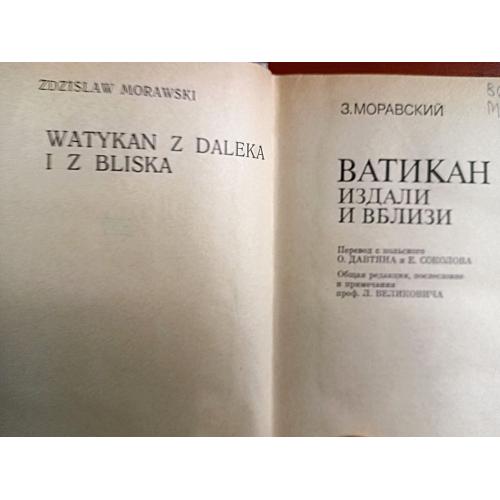 ZDZISLAW MORAWSKI
WATYKAN Z DALEKA
I Z BLISKA
З. МОРАВСКИЙ
ВАТИКАН
ИЗДАЛИ
И ВБЛИЗИ
Перевод с польского
О. ДАВТЯНА и Е. СОКОЛОВА
Общая редакция, послесловие
и примечания
проф. Л. ВЕЛИКОВИЧА